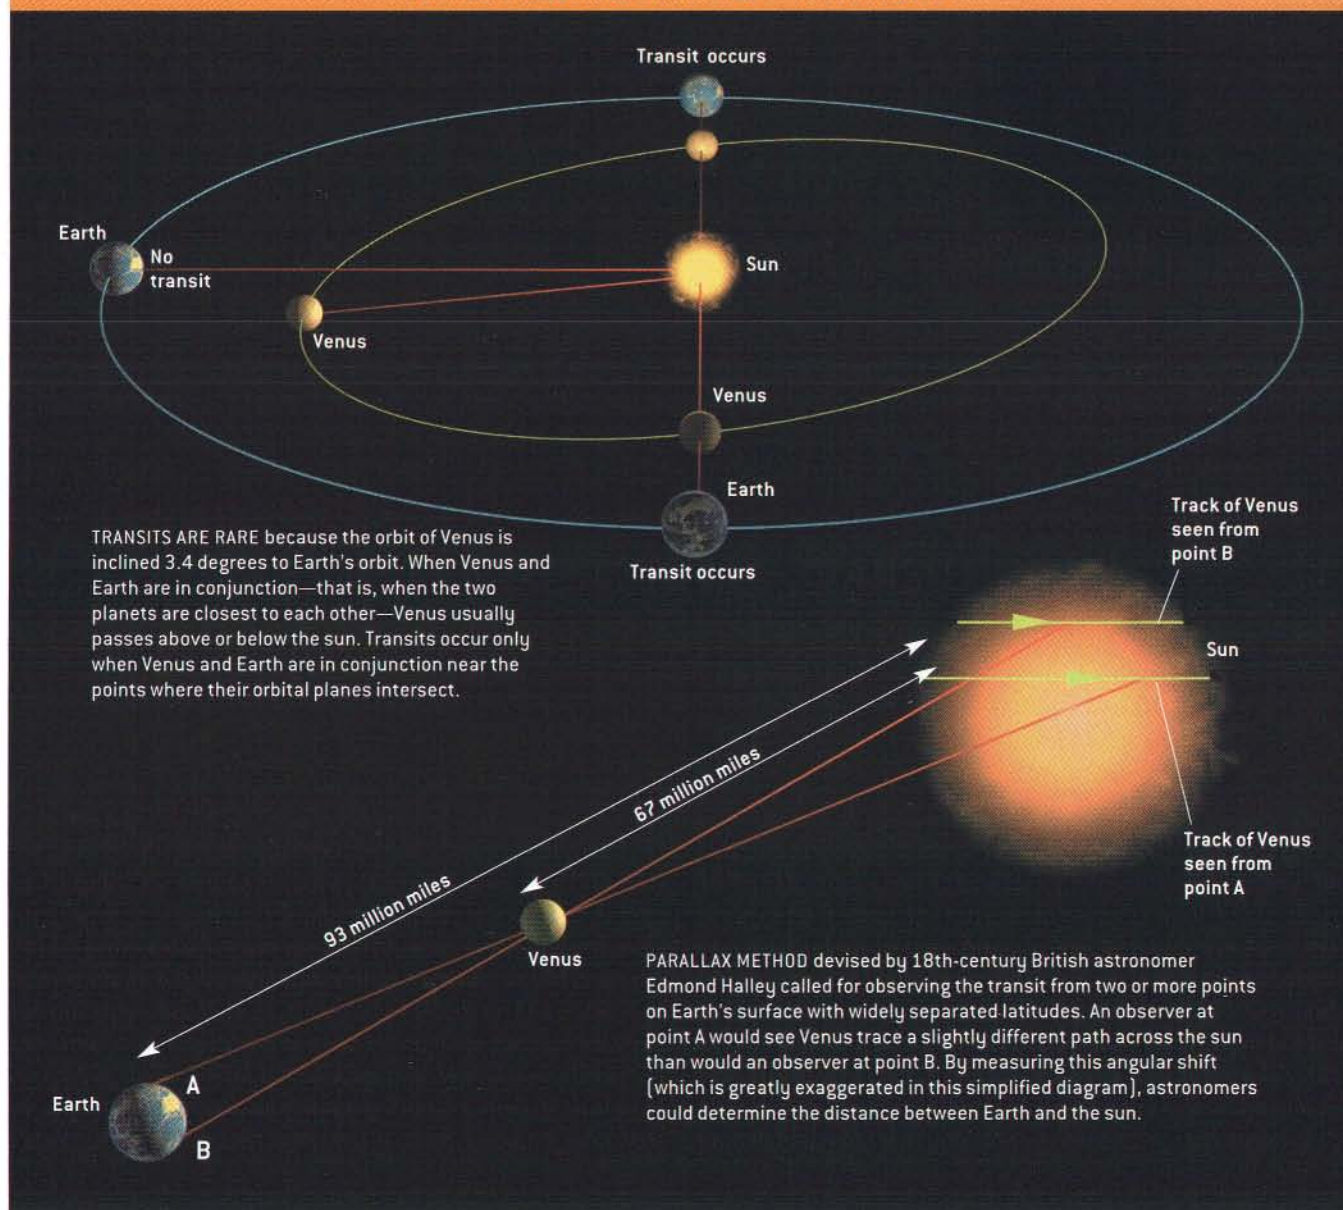 Transit occurs
Earth
No
transit
Sun
Venus
Venus
Earth
Transit occurs
TRANSITS ARE RARE because the orbit of Venus is
inclined 3.4 degrees to Earth's orbit. When Venus and
Earth are in conjunction—that is, when the two
planets are closest to each other—Venus usually
passes above or below the sun. Transits occur only
when Venus and Earth are in conjunction near the
points where their orbital planes intersect.
Track of Venus
seen from
point B
Sun
67 million miles
93 million miles
Track of Venus
seen from
point A
Venus
Earth
A
B
PARALLAX METHOD devised by 18th-century British astronomer
Edmond Halley called for observing the transit from two or more points
on Earth's surface with widely separated latitudes. An observer at
point A would see Venus trace a slightly different path across the sun
than would an observer at point B. By measuring this angular shift
(which is greatly exaggerated in this simplified diagram), astronomers
could determine the distance between Earth and the sun.